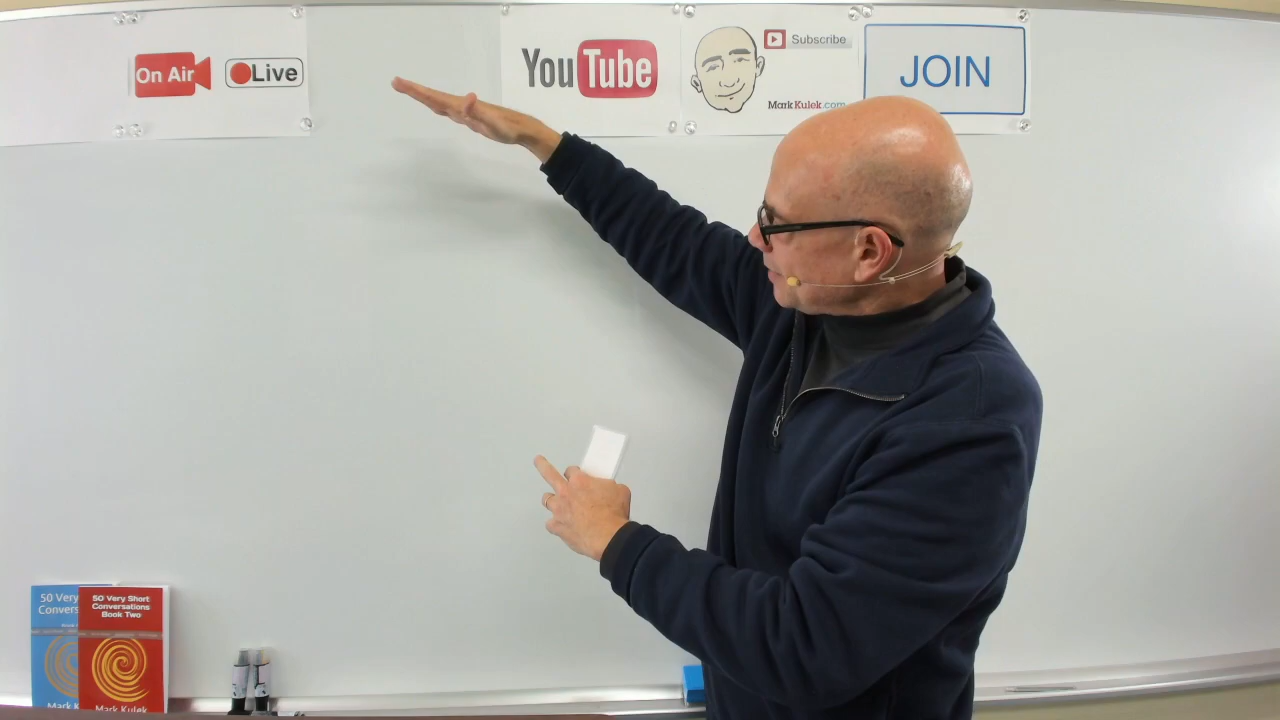 On Air
Live
YouTube
Subscribe
MarkKulek.com
JOIN
50 Very
Convers
50 Very Short
Conversations
Book Two
Mark K
Mark Kulek